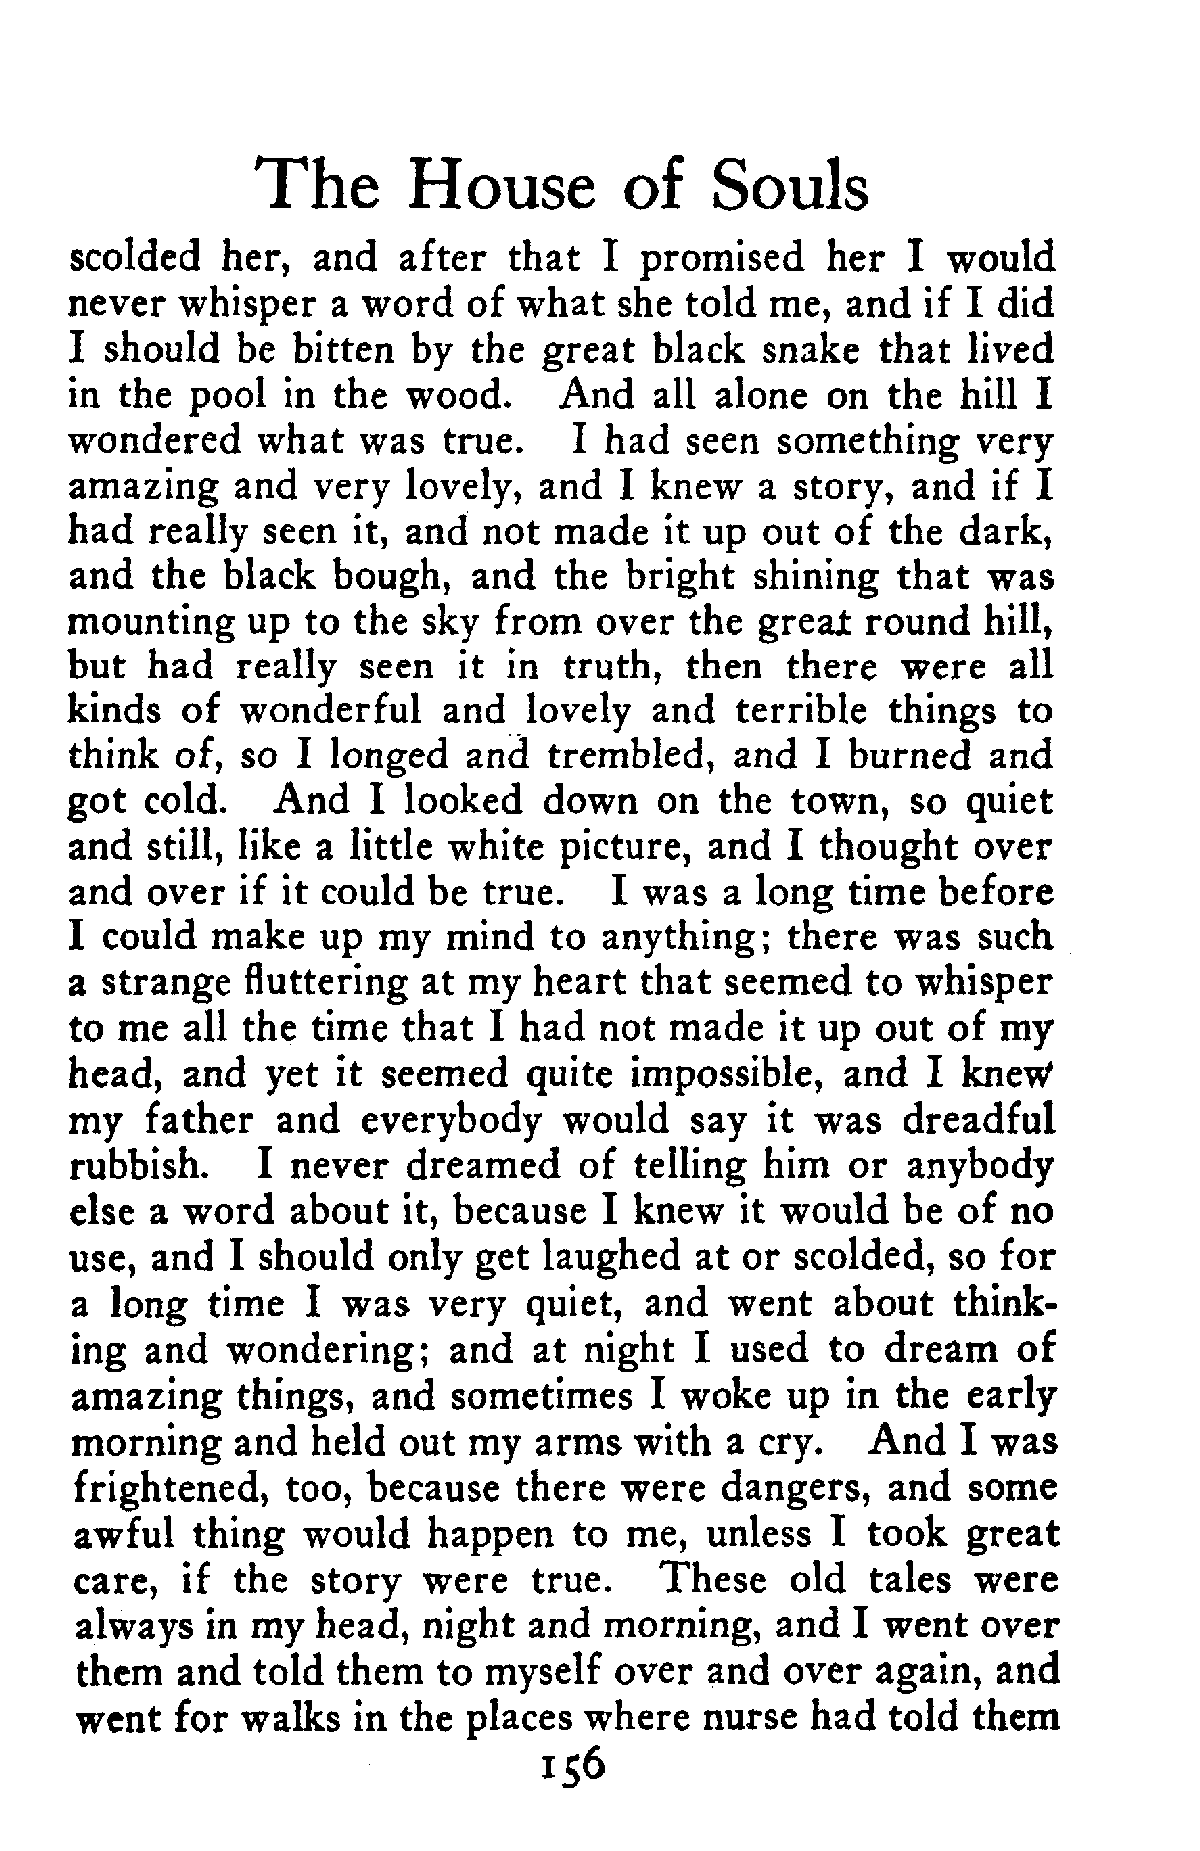 The House of Souls
scolded her, and after that I promised her I would
never whisper a word of what she told me, and if I did
I should be bitten by the great black snake that lived
in the pool in the wood. And all alone on the hill I
wondered what was true. I had seen something very
amazing and very lovely, and I knew a story, and if I
had really seen it, and not made it up out of the dark,
and the black bough, and the bright shining that was
mounting up to the sky from over the great round hill,
but had really seen it in truth, then there were all
kinds of wonderful and lovely and terrible things to
think of, so I longed and trembled, and I burned and
got cold. And I looked down on the town, so quiet
and still, like a little white picture, and I thought over
and over if it could be true. I was a long time before
I could make up my mind to anything; there was such
a strange fluttering at my heart that seemed to whisper
to me all the time that I had not made it up out of my
head, and yet it seemed quite impossible, and I knew
my father and everybody would say it was dreadful
rubbish. I never dreamed of telling him or anybody
else a word about it, because I knew it would be of no
use, and I should only get laughed at or scolded, so for
a long time I was very quiet, and went about think-
ing and wondering; and at night I used to dream of
amazing things, and sometimes I woke up in the early
morning and held out my arms with a cry. And I was
frightened, too, because there were dangers, and some
awful thing would happen to me, unless I took great
care, if the story were true. These old tales were
always in my head, night and morning, and I went over
them and told them to myself over and over again, and
went for walks in the places where nurse had told them
156